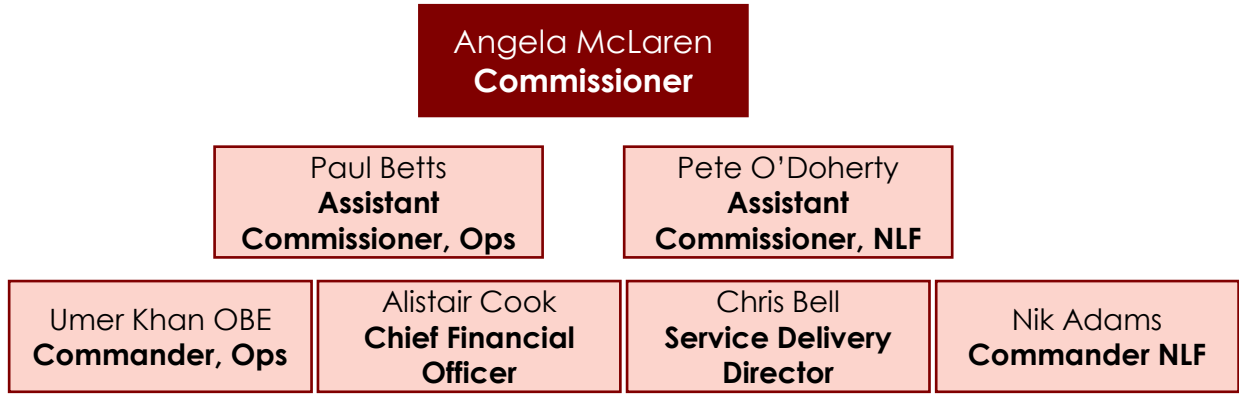 Angela McLaren
Commissioner
Paul Betts
Assistant
Commissioner, Ops
Pete O’Doherty
Assistant
Commissioner, NLF
Umer Khan OBE
Commander, Ops
Alistair Cook
Chief Financial
Officer
Chris Bell
Service Delivery
Director
Nik Adams
Commander NLF